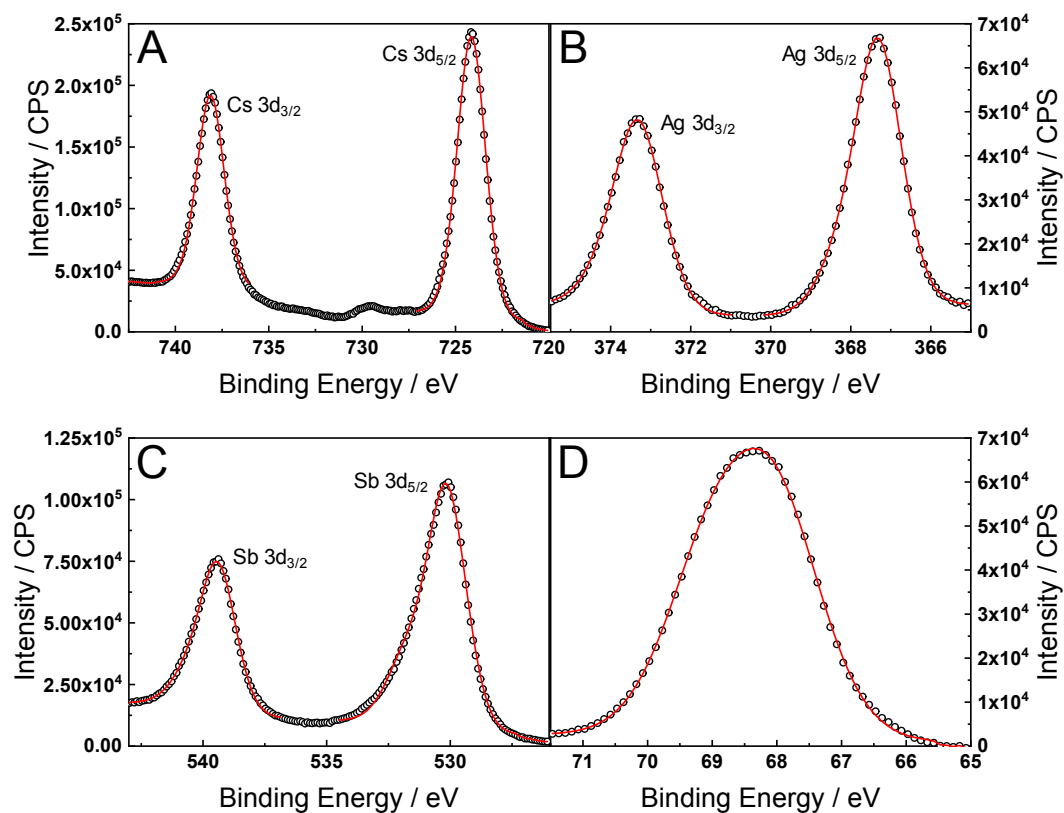 A
Cs 3d5/2
Cs 3d3/2
Intensity / CPS
2.5x10⁵
2.0x10⁵
1.5x10⁵
1.0x10⁵
5.0x10⁴
0.0
740 735 730 725 720
Binding Energy / eV
B
Ag 3d5/2
Ag 3d3/2
7x10⁴
6x10⁴
5x10⁴
4x10⁴
3x10⁴
2x10⁴
1x10⁴
0
Intensity / CPS
374 372 370 368 366
Binding Energy / eV
C
Sb 3d5/2
Sb 3d3/2
Intensity / CPS
1.25x10⁵
1.00x10⁵
7.50x10⁴
5.00x10⁴
2.50x10⁴
0.00
540 535 530
Binding Energy / eV
D
7x10⁴
6x10⁴
5x10⁴
4x10⁴
3x10⁴
2x10⁴
1x10⁴
0
Intensity / CPS
71 70 69 68 67 66 65
Binding Energy / eV